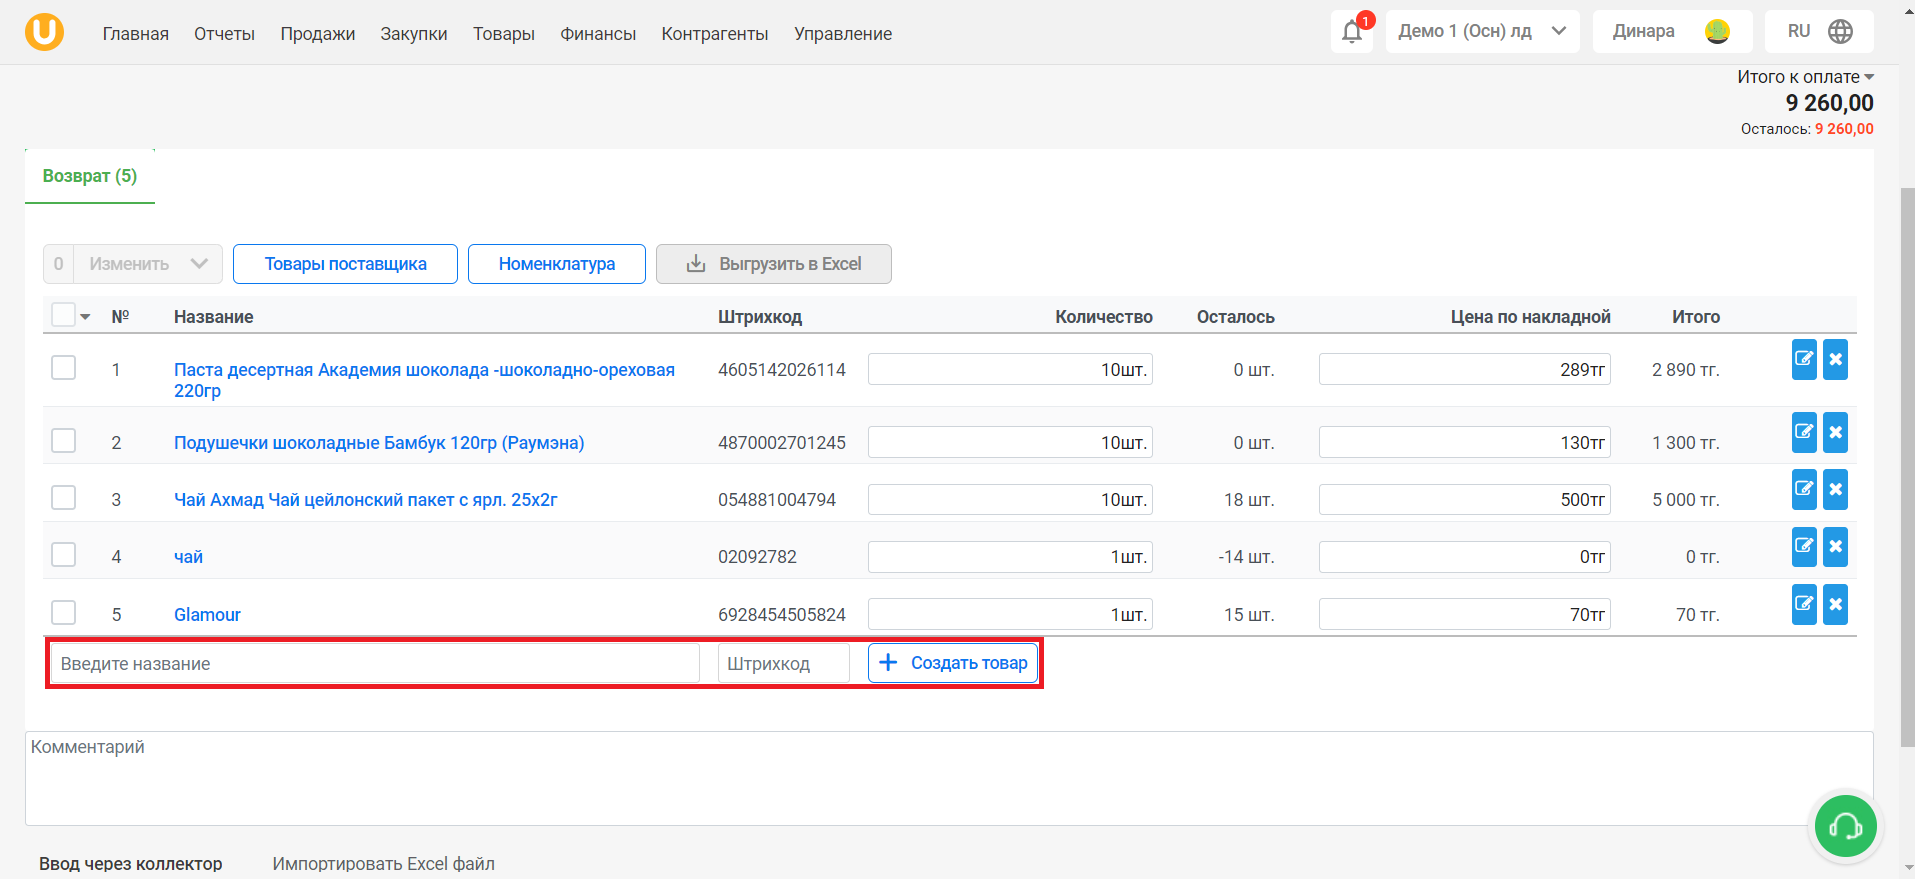 Главная Отчеты Продажи Закупки Товары Финансы Контрагенты Управление 1 Демо 1 (Осн) лд Динара RU
Итого к оплате
9 260,00
Осталось: 9 260,00
Возврат (5)
0 Изменить Товары поставщика Номенклатура Выгрузить в Excel
№ Название Штрихкод Количество Осталось Цена по накладной Итого
1 Паста десертная Академия шоколада -шоколадно-ореховая 4605142026114 10шт. 0 шт. 289тг 2 890 тг.
220гр
2 Подушечки шоколадные Бамбук 120гр (Раумэна) 4870002701245 10шт. 0 шт. 130тг 1 300 тг.
3 Чай Ахмад Чай цейлонский пакет с ярл. 25х2г 054881004794 10шт. 18 шт. 500тг 5 000 тг.
4 чай 02092782 1шт. -14 шт. 0тг 0 тг.
5 Glamour 6928454505824 1шт. 15 шт. 70тг 70 тг.
Введите название Штрихкод + Создать товар
Комментарий
Ввод через коллектор Импортировать Excel файл